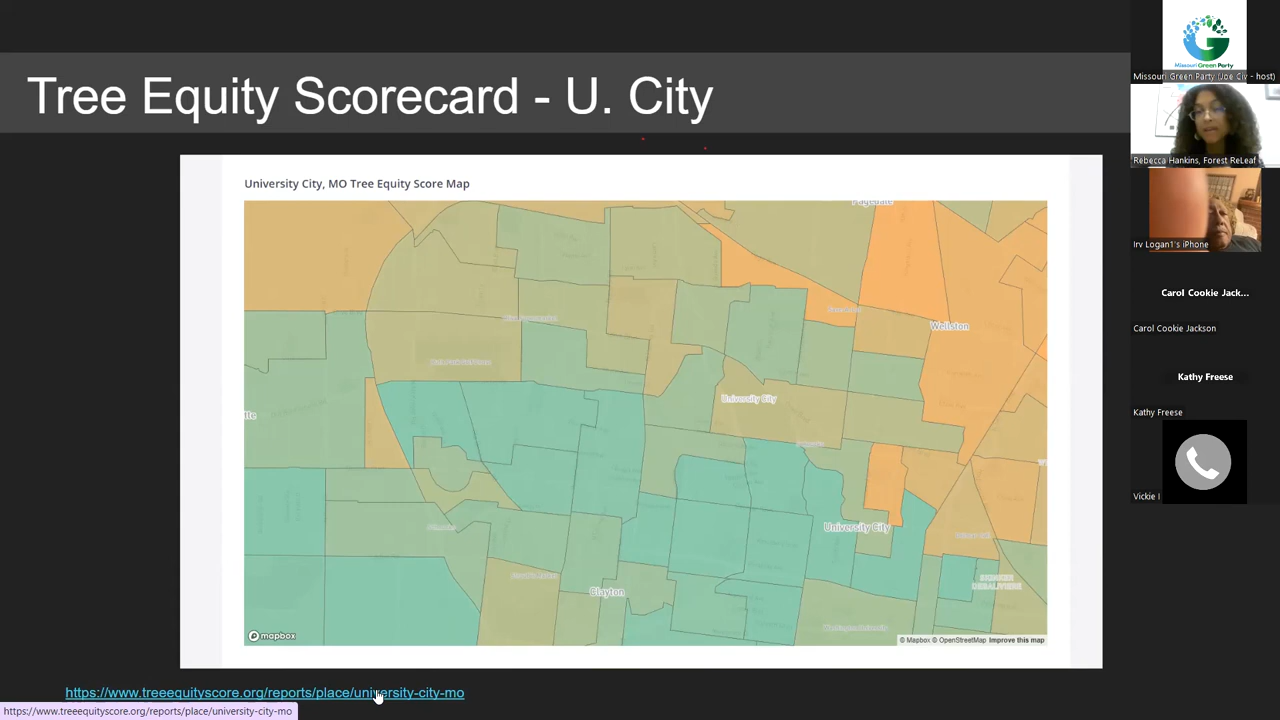 Tree Equity Scorecard - U. City
University City, MO Tree Equity Score Map
Pagedale
Wellston
University City
University City
Clayton
SKINKER
DEBALIVIERE
mapbox
© Mapbox © OpenStreetMap Improve this map
https://www.treeequityscore.org/reports/place/university-city-mo
https://www.treeequityscore.org/reports/place/university-city-mo
Missouri Green Party
Missouri Green Party (Joe Civ - host)
Rebecca Hankins, Forest ReLeaf
Irv Logan1's iPhone
Carol Cookie Jack...
Carol Cookie Jackson
Kathy Freese
Kathy Freese
Vickie I